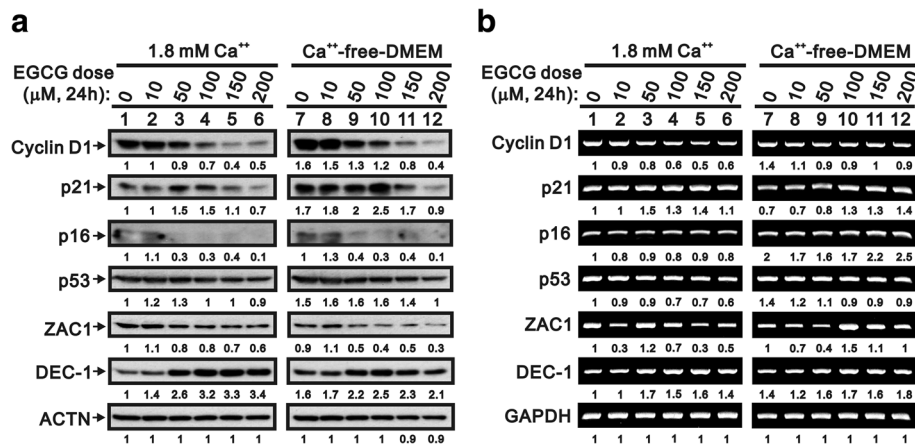 a
1.8 mM Ca++ Ca++-free-DMEM
EGCG dose
(μM, 24h): 0 10 50 100 150 200 0 10 50 100 150 200
1 2 3 4 5 6 7 8 9 10 11 12
Cyclin D1
1 1 0.9 0.7 0.4 0.5 1.6 1.5 1.3 1.2 0.8 0.4
p21
1 1 1.5 1.5 1.1 0.7 1.7 1.8 2 2.5 1.7 0.9
p16
1 1.1 0.3 0.3 0.4 0.1 1 1.3 0.4 0.3 0.4 0.1
p53
1 1.2 1.3 1 1 0.9 1.5 1.6 1.6 1.6 1.4 1
ZAC1
1 1.1 0.8 0.8 0.7 0.6 0.9 1.1 0.5 0.4 0.5 0.3
DEC-1
1 1.4 2.6 3.2 3.3 3.4 1.6 1.7 2.2 2.5 2.3 2.1
ACTN
1 1 1 1 1 1 1 1 1 1 0.9 0.9
b
1.8 mM Ca++ Ca++-free-DMEM
EGCG dose
(μM, 24h): 0 10 50 100 150 200 0 10 50 100 150 200
1 2 3 4 5 6 7 8 9 10 11 12
Cyclin D1
1 0.9 0.8 0.6 0.5 0.6 1.4 1.1 0.9 0.9 1 0.9
p21
1 1 1.5 1.3 1.4 1.1 0.7 0.7 0.8 1.3 1.3 1.4
p16
1 0.8 0.9 0.8 0.9 0.8 2 1.7 1.6 1.7 2.2 2.5
p53
1 0.9 0.9 0.7 0.7 0.6 1.4 1.2 1.1 0.9 0.9 0.9
ZAC1
1 0.3 1.2 0.7 0.3 0.5 1 0.7 0.4 1.5 1.1 1
DEC-1
1 1 1.7 1.5 1.6 1.4 1.4 1.2 1.6 1.7 1.6 1.8
GAPDH
1 1 1 1 1 1 1 1 1 1 1 1